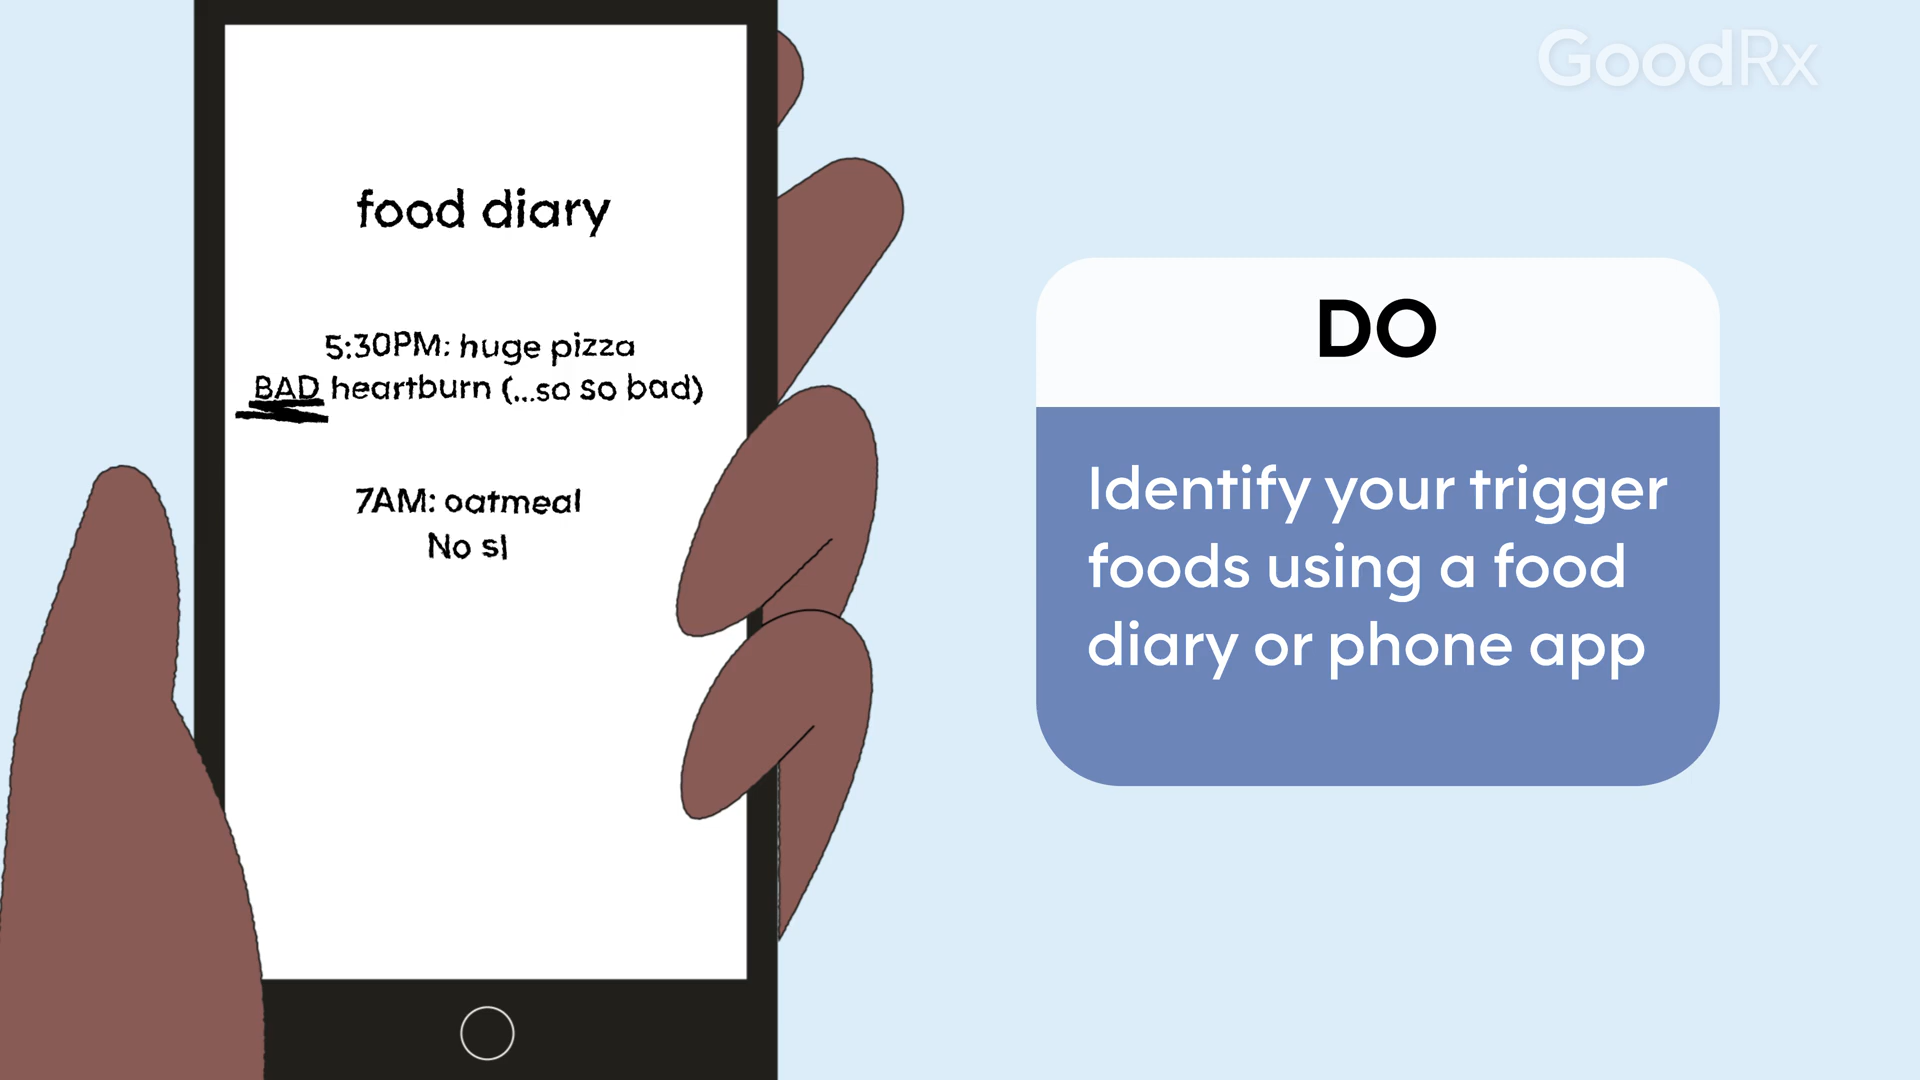 food diary
5:30PM: huge pizza
BAD heartburn (...so so bad)
7AM: oatmeal
No sl
GoodRx
DO
Identify your trigger
foods using a food
diary or phone app